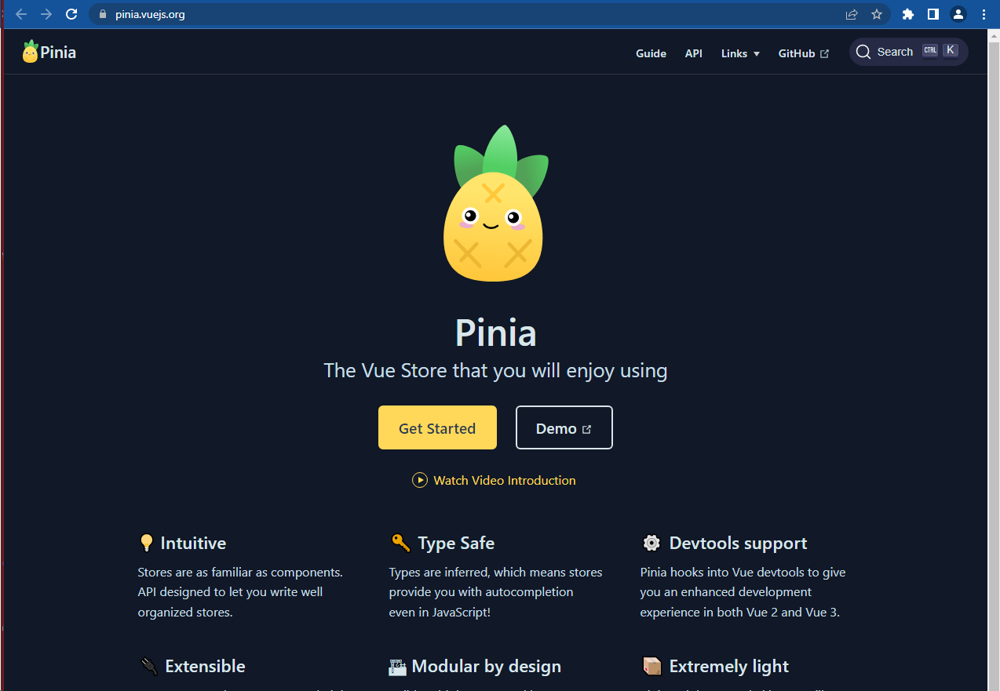 pinia.vuejs.org
Pinia
Guide API Links GitHub Search CTRL K
Pinia
The Vue Store that you will enjoy using
Get Started Demo
Watch Video Introduction
Intuitive
Stores are as familiar as components.
API designed to let you write well
organized stores.
Type Safe
Types are inferred, which means stores
provide you with autocompletion
even in JavaScript!
Devtools support
Pinia hooks into Vue devtools to give
you an enhanced development
experience in both Vue 2 and Vue 3.
Extensible
Modular by design
Extremely light